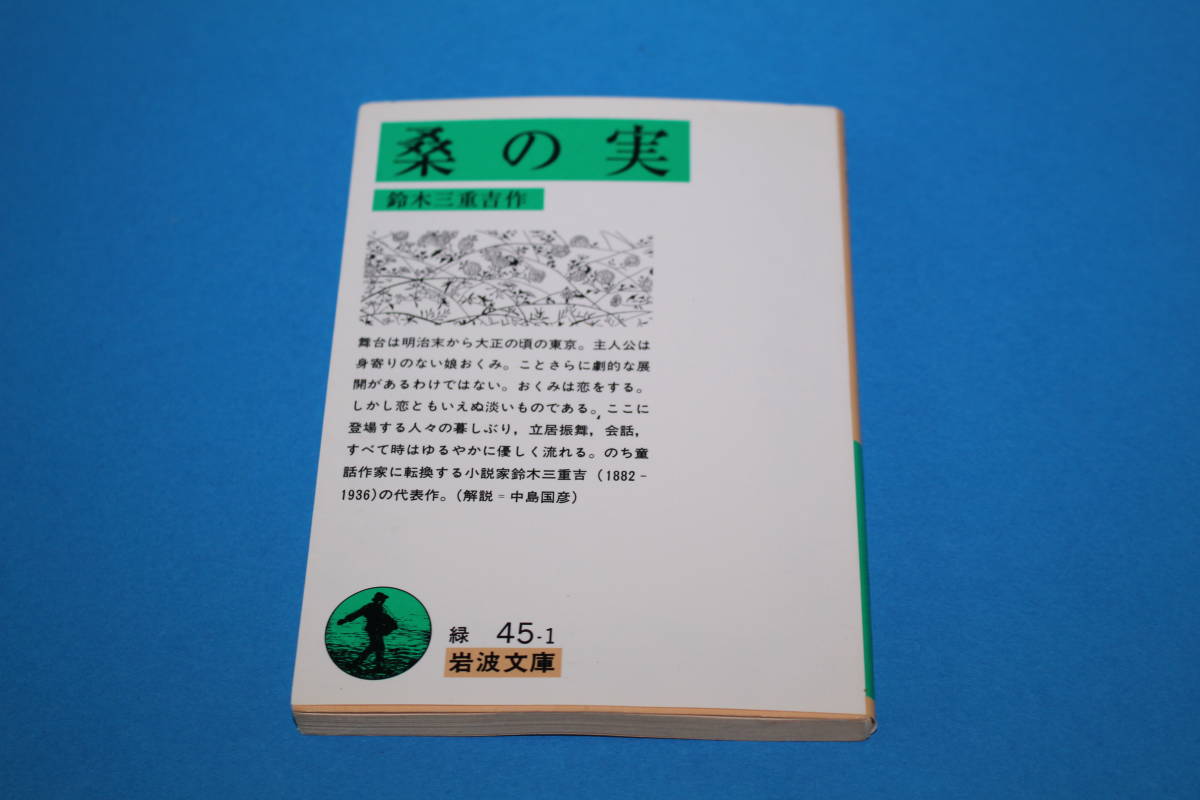 桑の実
鈴木三重吉作
舞台は明治末から大正の頃の東京。主人公は
身寄りのない娘おくみ。ことさらに劇的な展
開があるわけではない。おくみは恋をする。
しかし恋ともいえぬ淡いものである。ここに
登場する人々の暮しぶり，立居振舞，会話，
すべて時はゆるやかに優しく流れる。のち童
話作家に転換する小説家鈴木三重吉（1882-
1936)の代表作。（解説＝中島国彦）
緑 45-1
岩波文庫